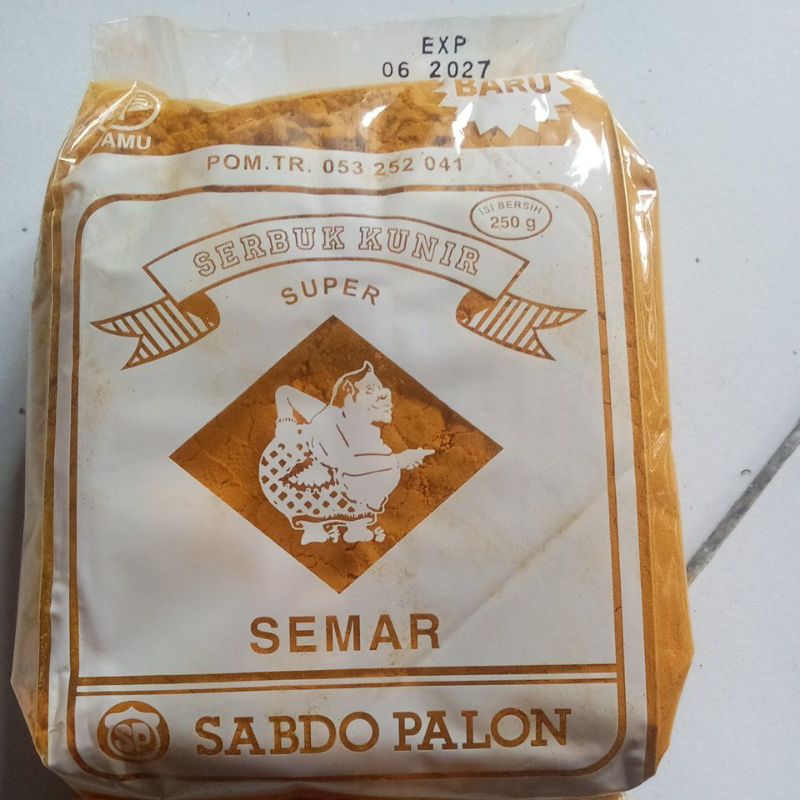 EXP
06 2027
BARU
AMU
POM.TR. 053 252 041
ISI BERSIH
250 g
SERBUK KUNIR
SUPER
SEMAR
SP
SABDO PALON